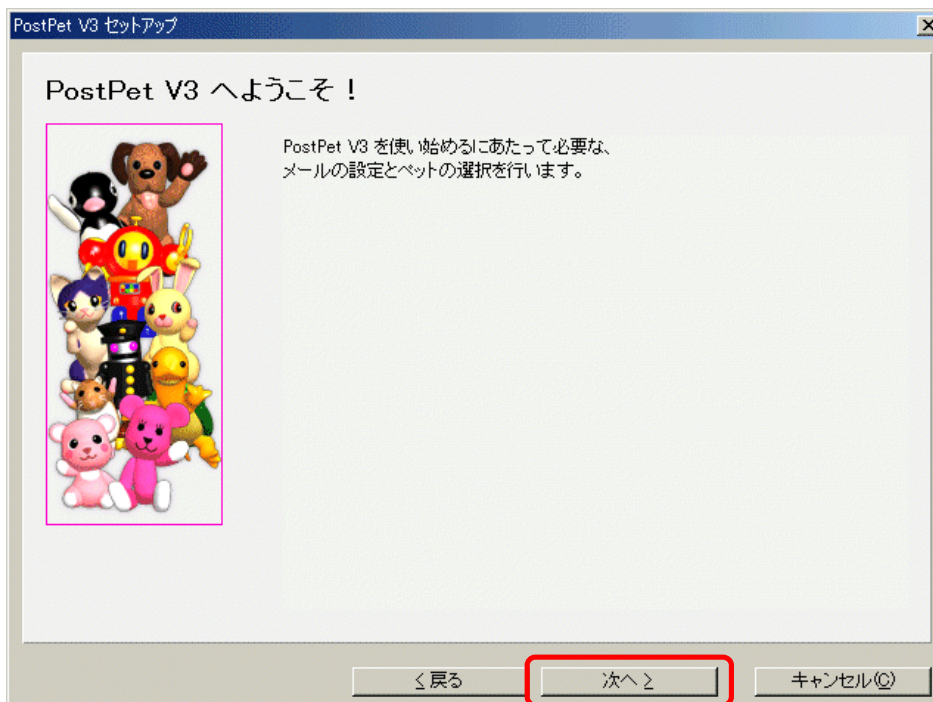 PostPet V3 セットアップ
PostPet V3 へようこそ！
PostPet V3 を使い始めるにあたって必要な、
メールの設定とペットの選択を行います。
< 戻る
次へ >
キャンセル(C)